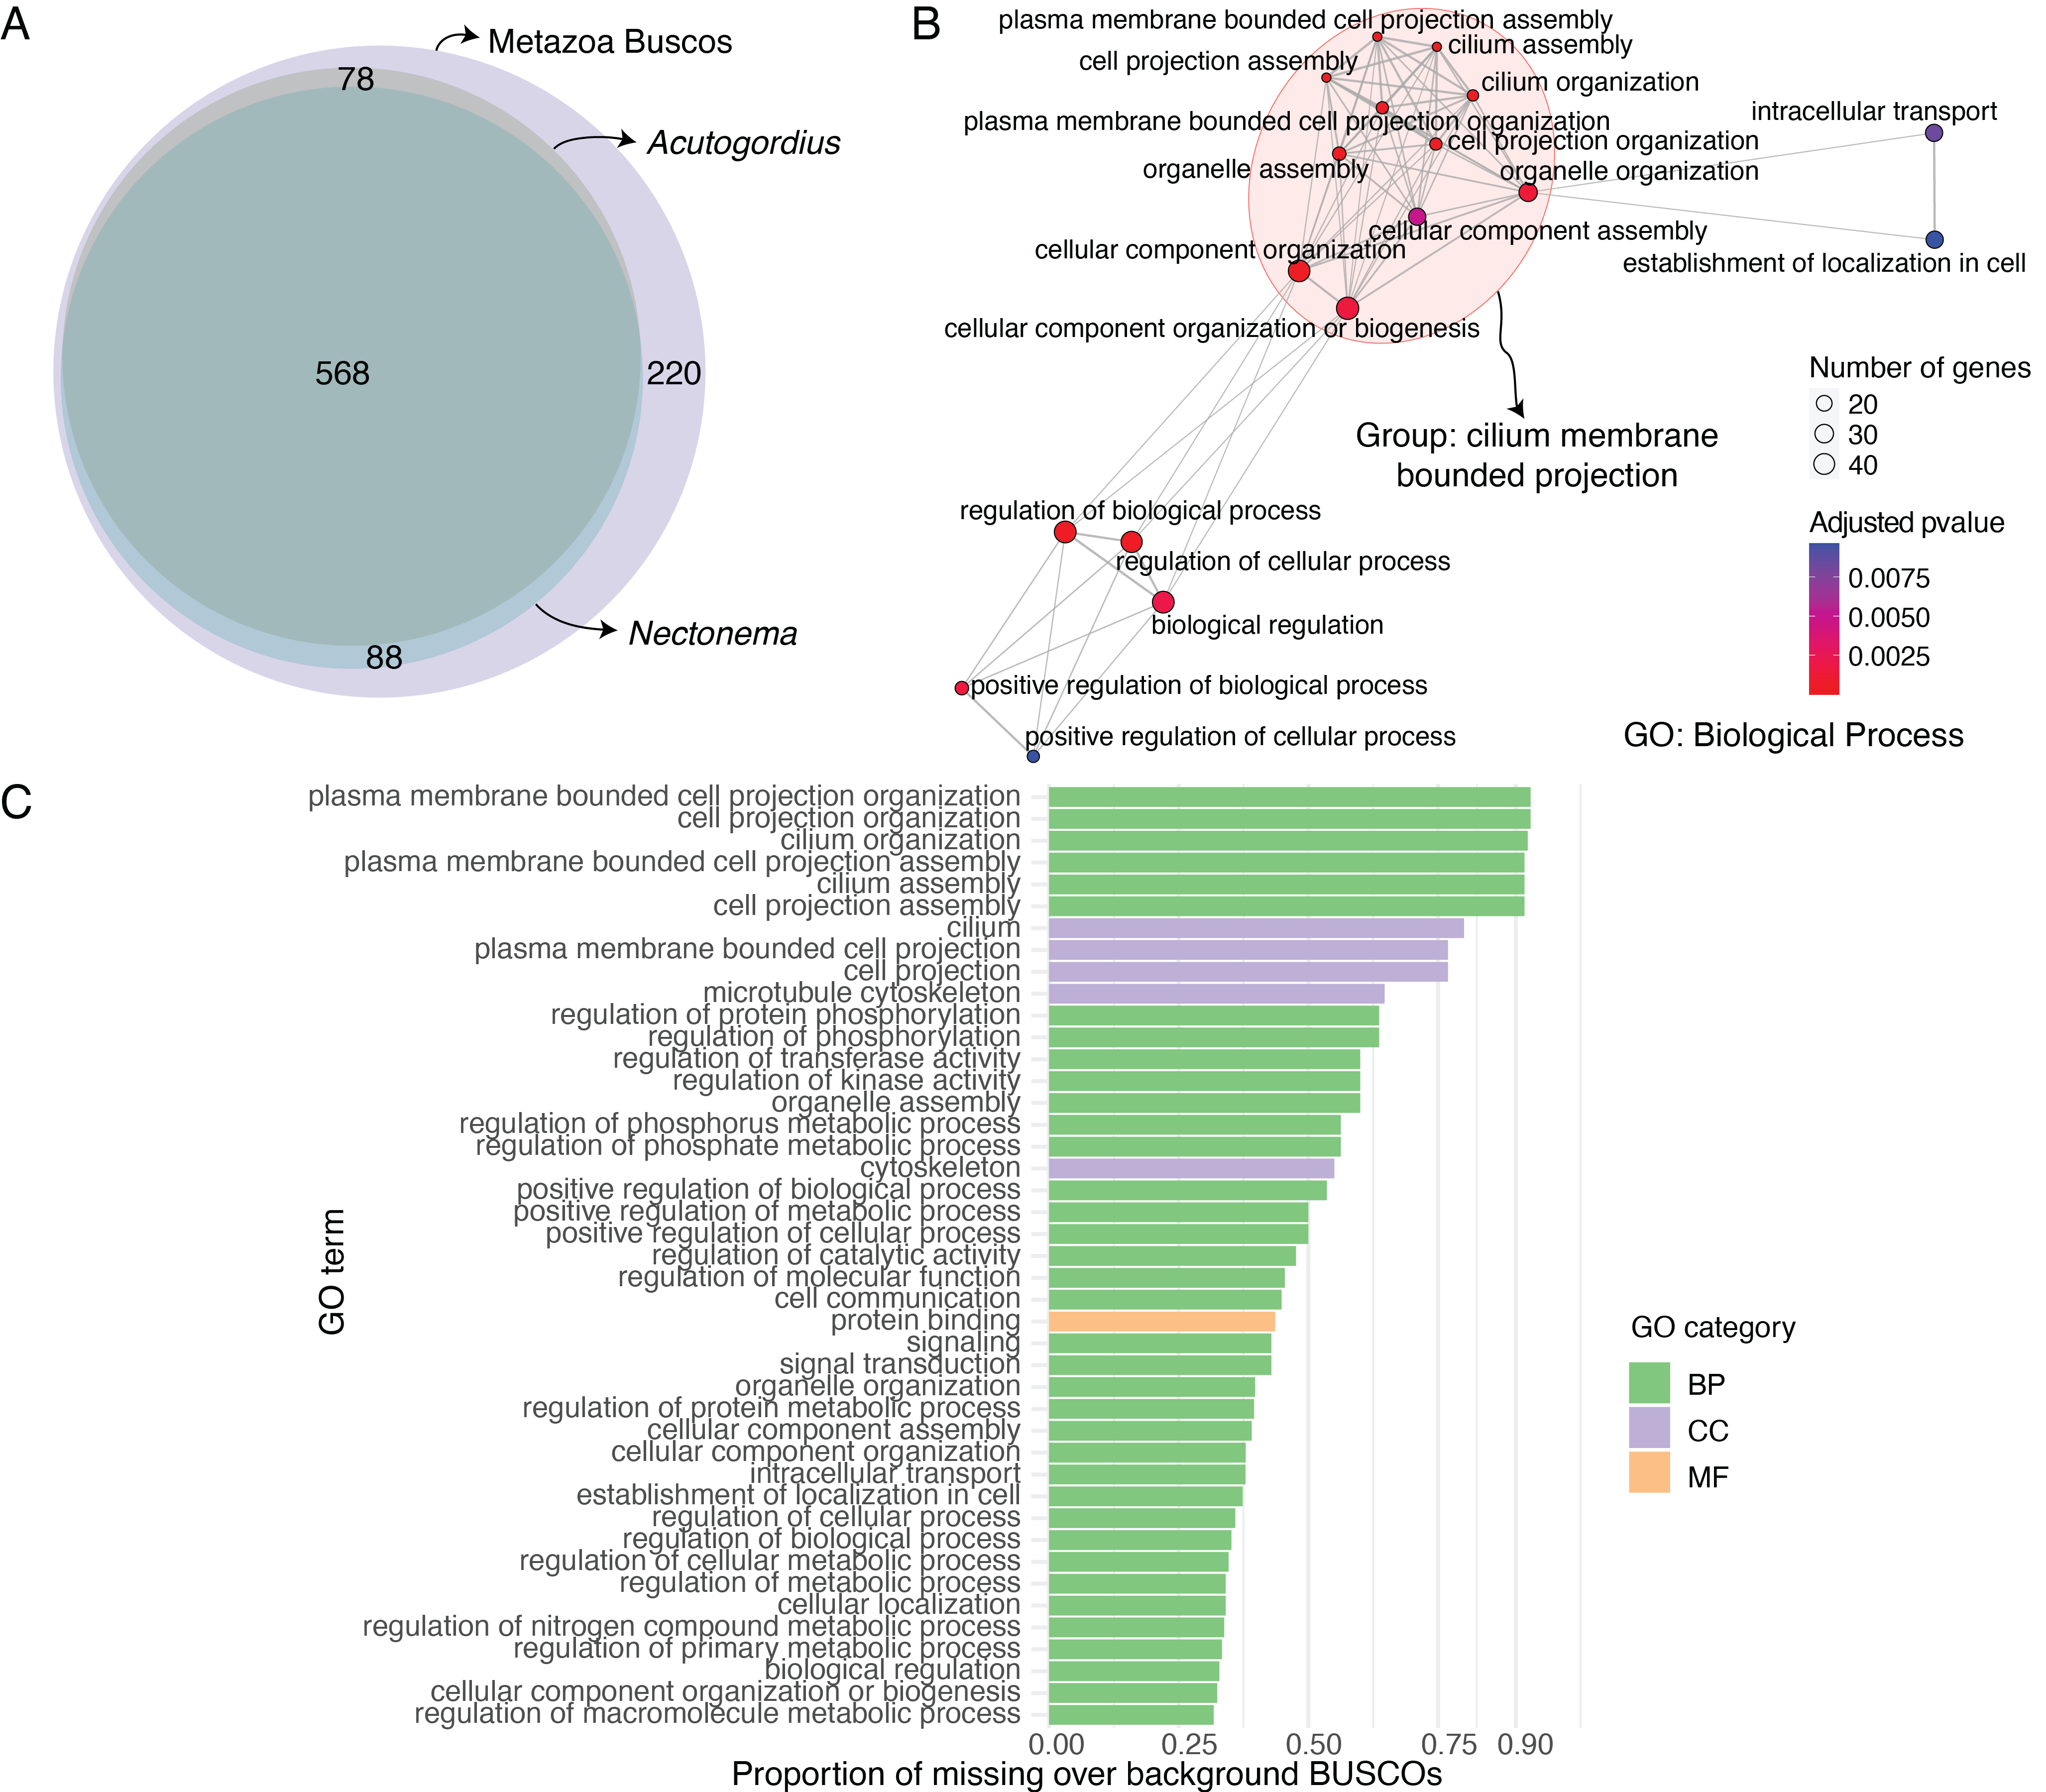 A
Metazoa Buscos
78
Acutogordius
568
220
Nectonema
88
B
plasma membrane bounded cell projection assembly
cilium assembly
cell projection assembly
cilium organization
intracellular transport
plasma membrane bounded cell projection organization
cell projection organization
organelle assembly
organelle organization
cellular component assembly
cellular component organization
establishment of localization in cell
cellular component organization or biogenesis
Group: cilium membrane
bounded projection
Number of genes
20
30
40
regulation of biological process
regulation of cellular process
biological regulation
positive regulation of biological process
positive regulation of cellular process
Adjusted pvalue
0.0075
0.0050
0.0025
GO: Biological Process
C
GO term
plasma membrane bounded cell projection organization
cell projection organization
cilium organization
plasma membrane bounded cell projection assembly
cilium assembly
cell projection assembly
cilium
plasma membrane bounded cell projection
cell projection
microtubule cytoskeleton
regulation of protein phosphorylation
regulation of phosphorylation
regulation of transferase activity
regulation of kinase activity
organelle assembly
regulation of phosphorus metabolic process
regulation of phosphate metabolic process
cytoskeleton
positive regulation of biological process
positive regulation of metabolic process
positive regulation of cellular process
regulation of catalytic activity
regulation of molecular function
cell communication
protein binding
signaling
signal transduction
organelle organization
regulation of protein metabolic process
cellular component assembly
cellular component organization
intracellular transport
establishment of localization in cell
regulation of cellular process
regulation of biological process
regulation of cellular metabolic process
regulation of metabolic process
cellular localization
regulation of nitrogen compound metabolic process
regulation of primary metabolic process
biological regulation
cellular component organization or biogenesis
regulation of macromolecule metabolic process
0.00 0.25 0.50 0.75 0.90
Proportion of missing over background BUSCOs
GO category
BP
CC
MF